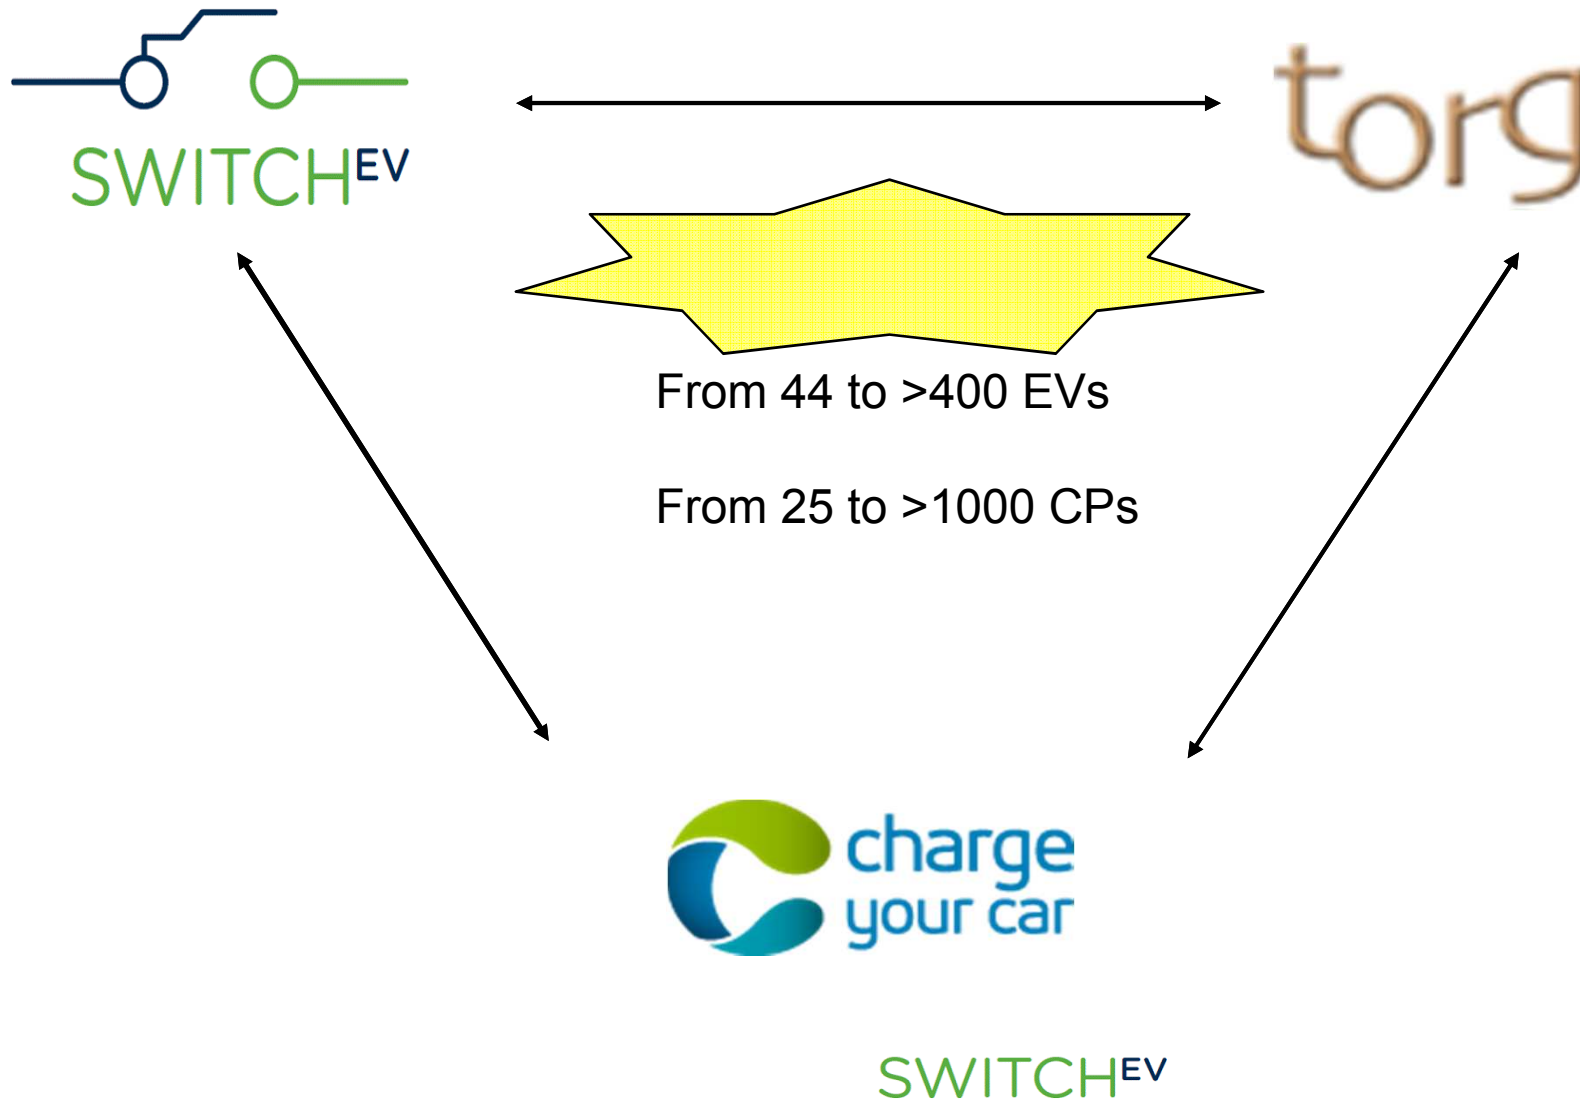 SWITCHEV
torg
From 44 to >400 EVs
From 25 to >1000 CPs
charge
your car
SWITCHEV